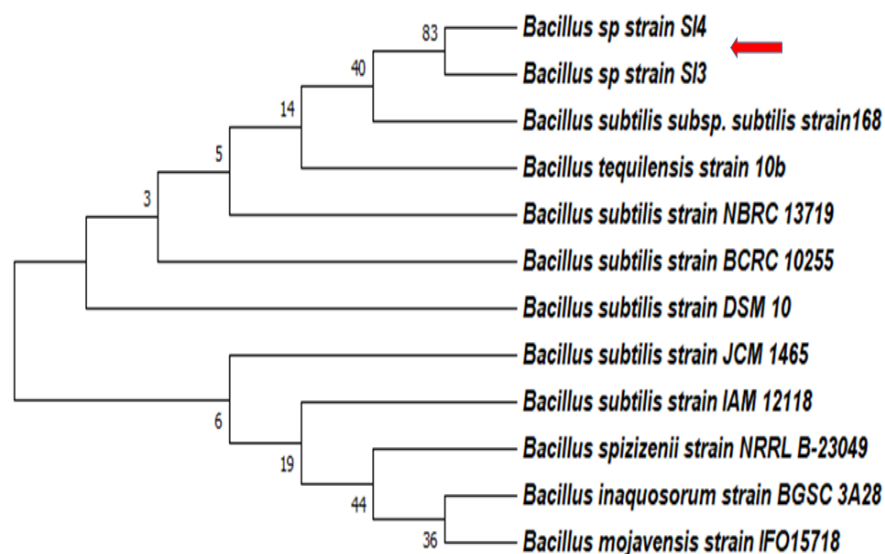 83
Bacillus sp strain SI4
Bacillus sp strain SI3
40
Bacillus subtilis subsp. subtilis strain168
14
Bacillus tequilensis strain 10b
5
Bacillus subtilis strain NBRC 13719
3
Bacillus subtilis strain BCRC 10255
Bacillus subtilis strain DSM 10
Bacillus subtilis strain JCM 1465
6
Bacillus subtilis strain IAM 12118
19
Bacillus spizizenii strain NRRL B-23049
44
Bacillus inaquosorum strain BGSC 3A28
36
Bacillus mojavensis strain IFO15718